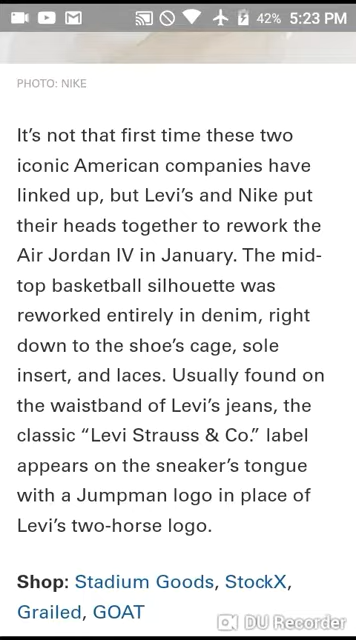 42% 5:23 PM
PHOTO: NIKE
It's not that first time these two
iconic American companies have
linked up, but Levi's and Nike put
their heads together to rework the
Air Jordan IV in January. The mid-
top basketball silhouette was
reworked entirely in denim, right
down to the shoe's cage, sole
insert, and laces. Usually found on
the waistband of Levi's jeans, the
classic “Levi Strauss & Co.” label
appears on the sneaker's tongue
with a Jumpman logo in place of
Levi's two-horse logo.
Shop: Stadium Goods, StockX,
Grailed, GOAT
DU Recorder